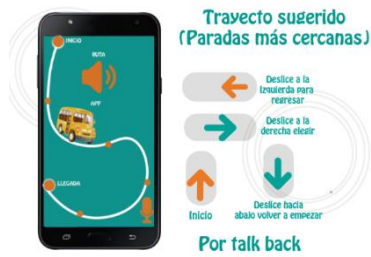 Trayecto sugerido
(Paradas más cercanas)
INICIO
RUTA
APP
LLEGADA
Deslice a la
izquierda para
regresar
Deslice a la
derecha elegir
Inicio
Deslice hacia
abajo volver a empezar
Por talk back